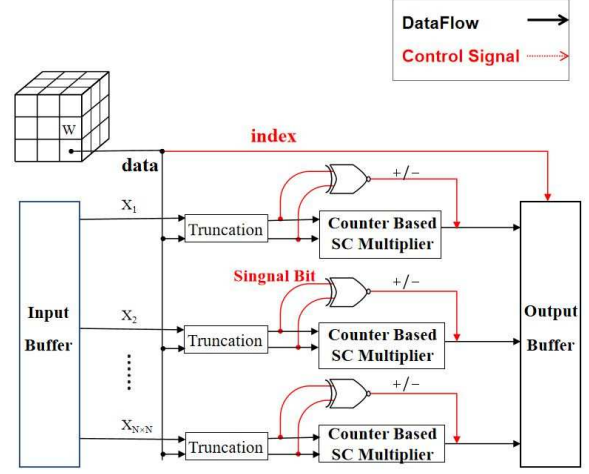 DataFlow
Control Signal
W
index
data
+/−
X1
Truncation
Counter Based
SC Multiplier
Singnal Bit
+/−
Input
Buffer
X2
Truncation
Counter Based
SC Multiplier
Output
Buffer
+/−
XN×N
Truncation
Counter Based
SC Multiplier